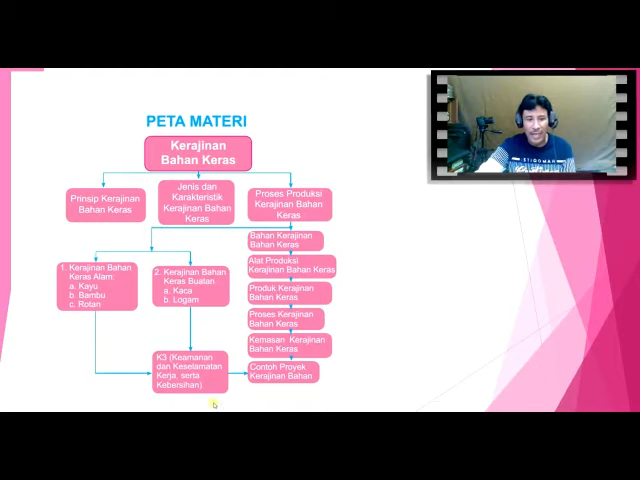 PETA MATERI
Kerajinan
Bahan Keras
Prinsip Kerajinan
Bahan Keras
Jenis dan
Karakteristik
Kerajinan Bahan
Keras
Proses Produksi
Kerajinan Bahan
Keras
Bahan Kerajinan
Bahan Keras
Alat Produksi
Kerajinan Bahan Keras
Produk Kerajinan
Bahan Keras
Proses Kerajinan
Bahan Keras
Kemasan Kerajinan
Bahan Keras
Contoh Proyek
Kerajinan Bahan
1. Kerajinan Bahan
Keras Alam:
a. Kayu
b. Bambu
c. Rotan
2. Kerajinan Bahan
Keras Buatan:
a. Kaca
b. Logam
K3 (Keamanan
dan Keselamatan
Kerja, serta
Kebersihan)